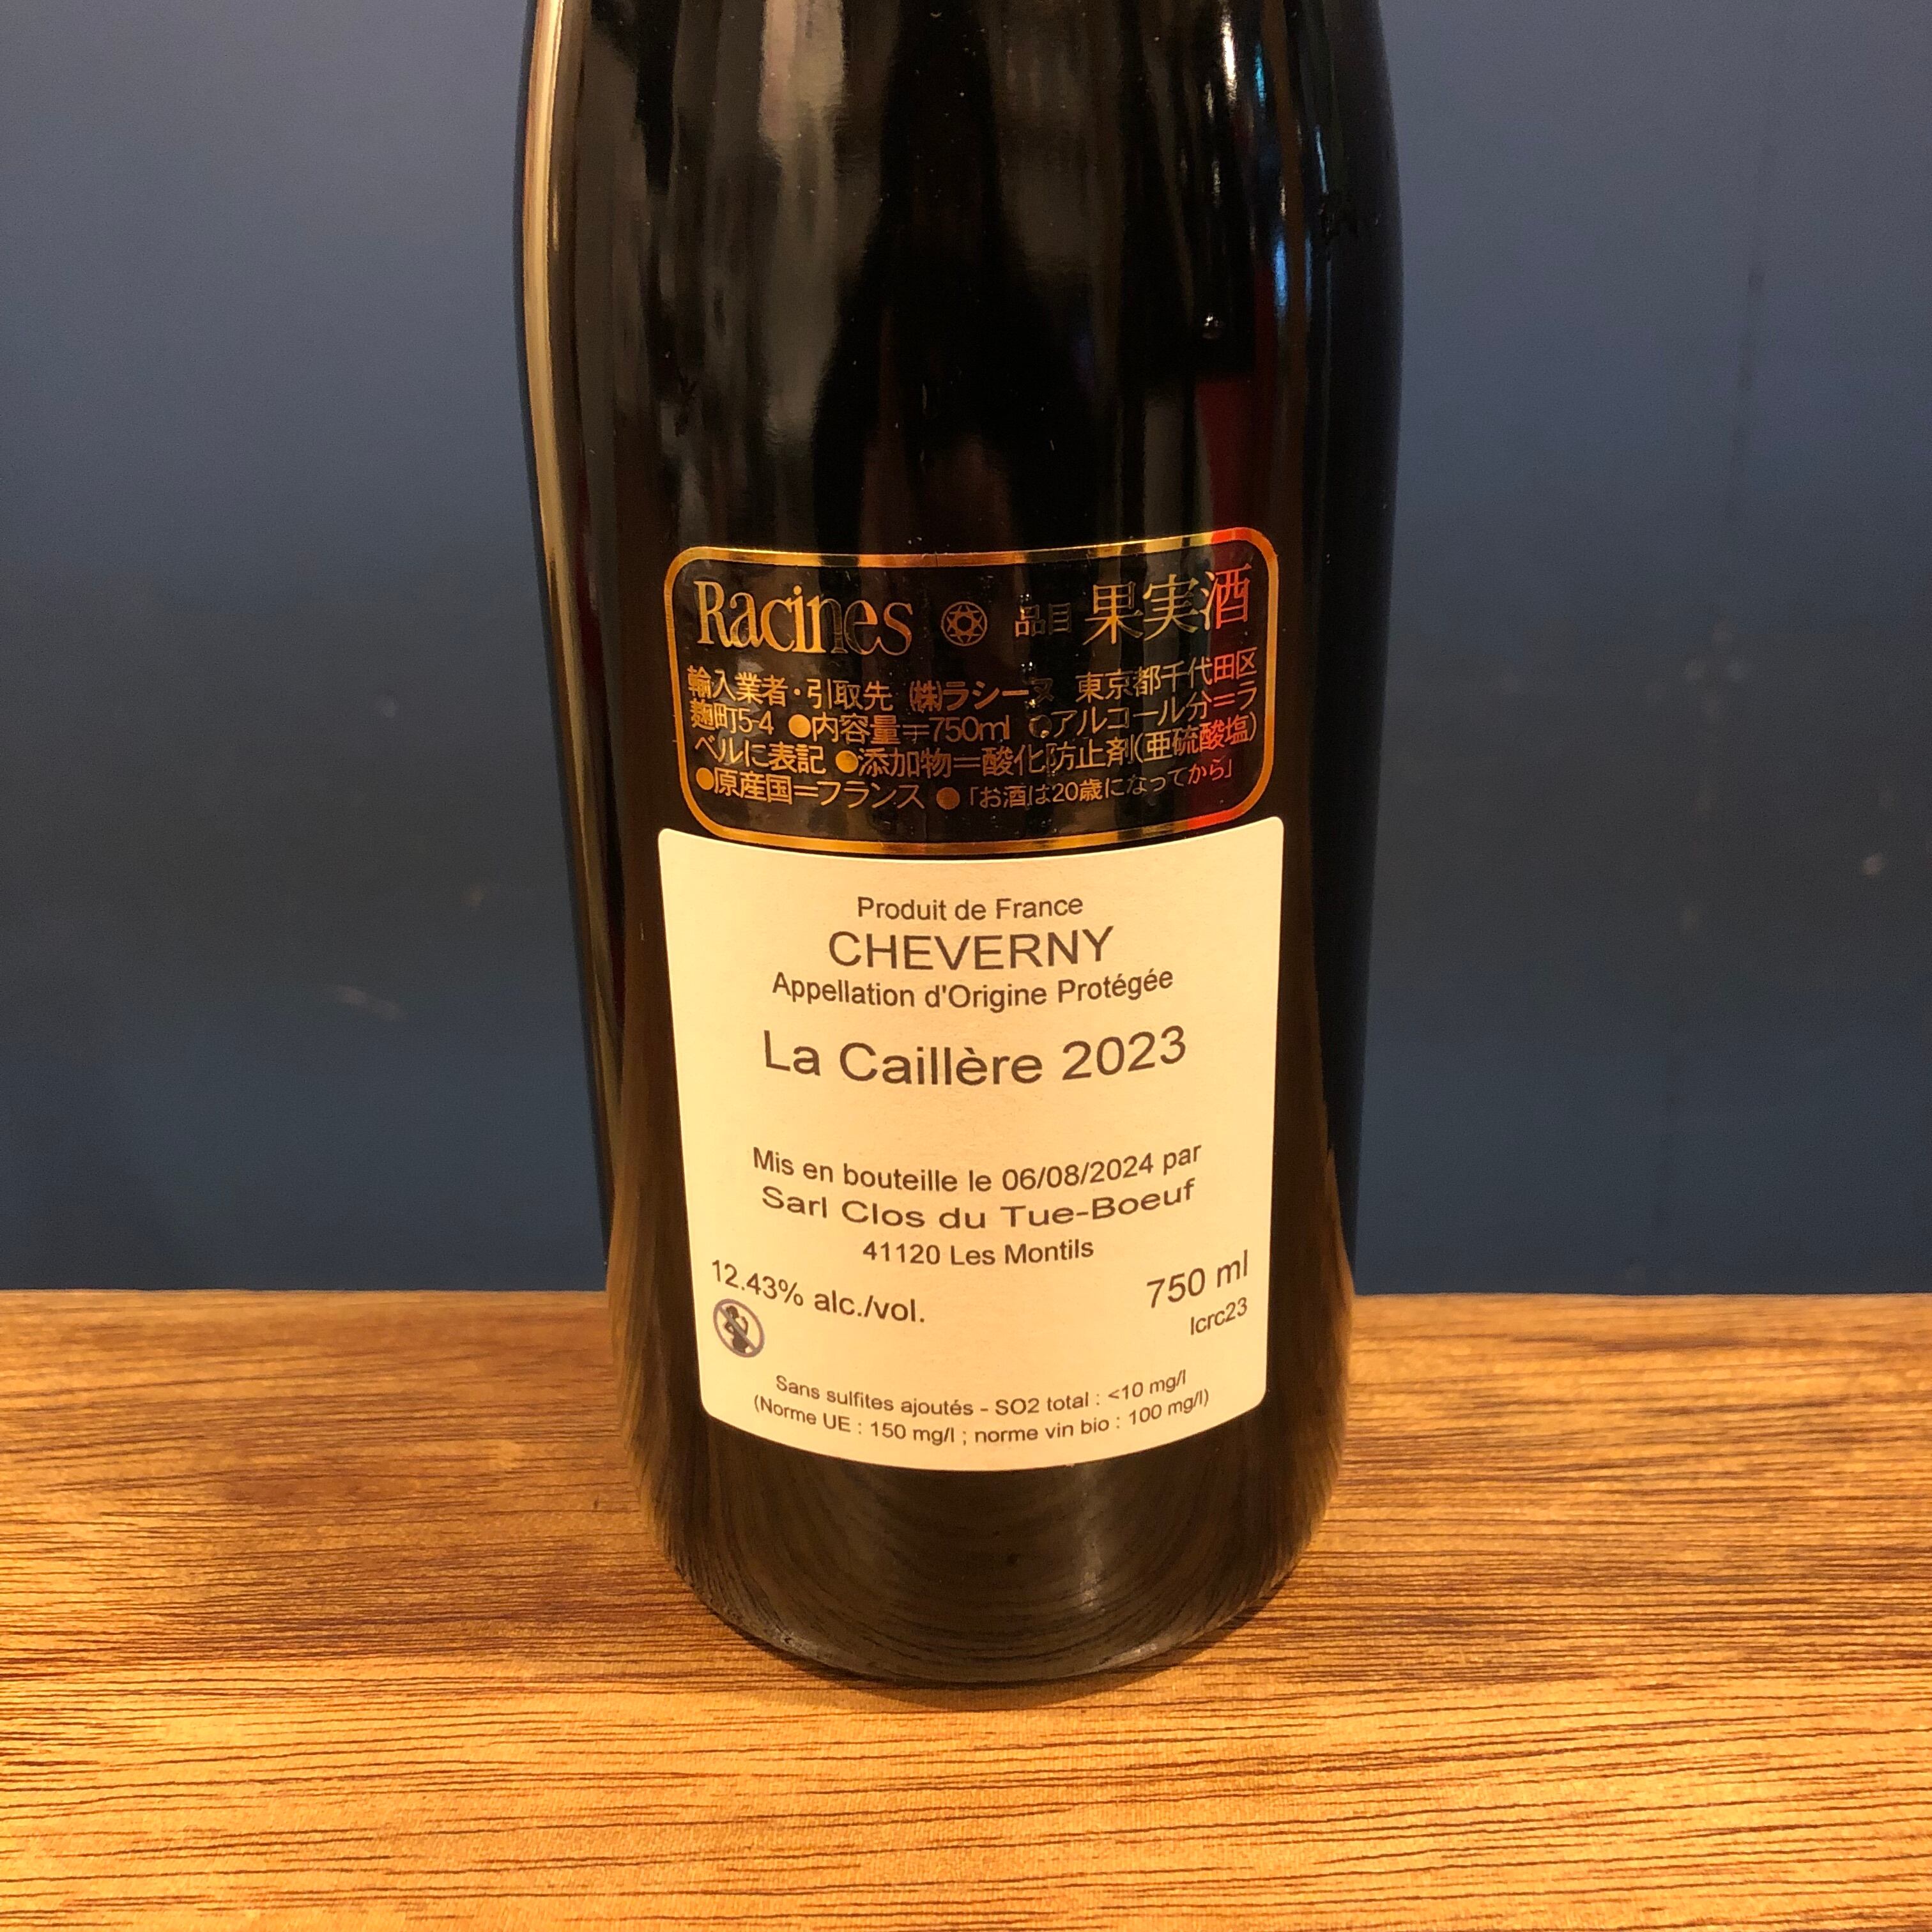 Racines 品目 果実酒
輸入業者・引取先 ㈱ラシーヌ 東京都千代田区
麹町5-4 ●内容量=750ml ●アルコール分=ラ
ベルに表記 ●添加物=酸化防止剤(亜硫酸塩)
●原産国=フランス ●「お酒は20歳になってから」
Produit de France
CHEVERNY
Appellation d'Origine Protégée
La Caillère 2023
Mis en bouteille le 06/08/2024 par
Sarl Clos du Tue-Boeuf
41120 Les Montils
12.43% alc./vol. 750 ml
lcrc23
Sans sulfites ajoutés - SO2 total : <10 mg/l
(Norme UE : 150 mg/l ; norme vin bio : 100 mg/l)